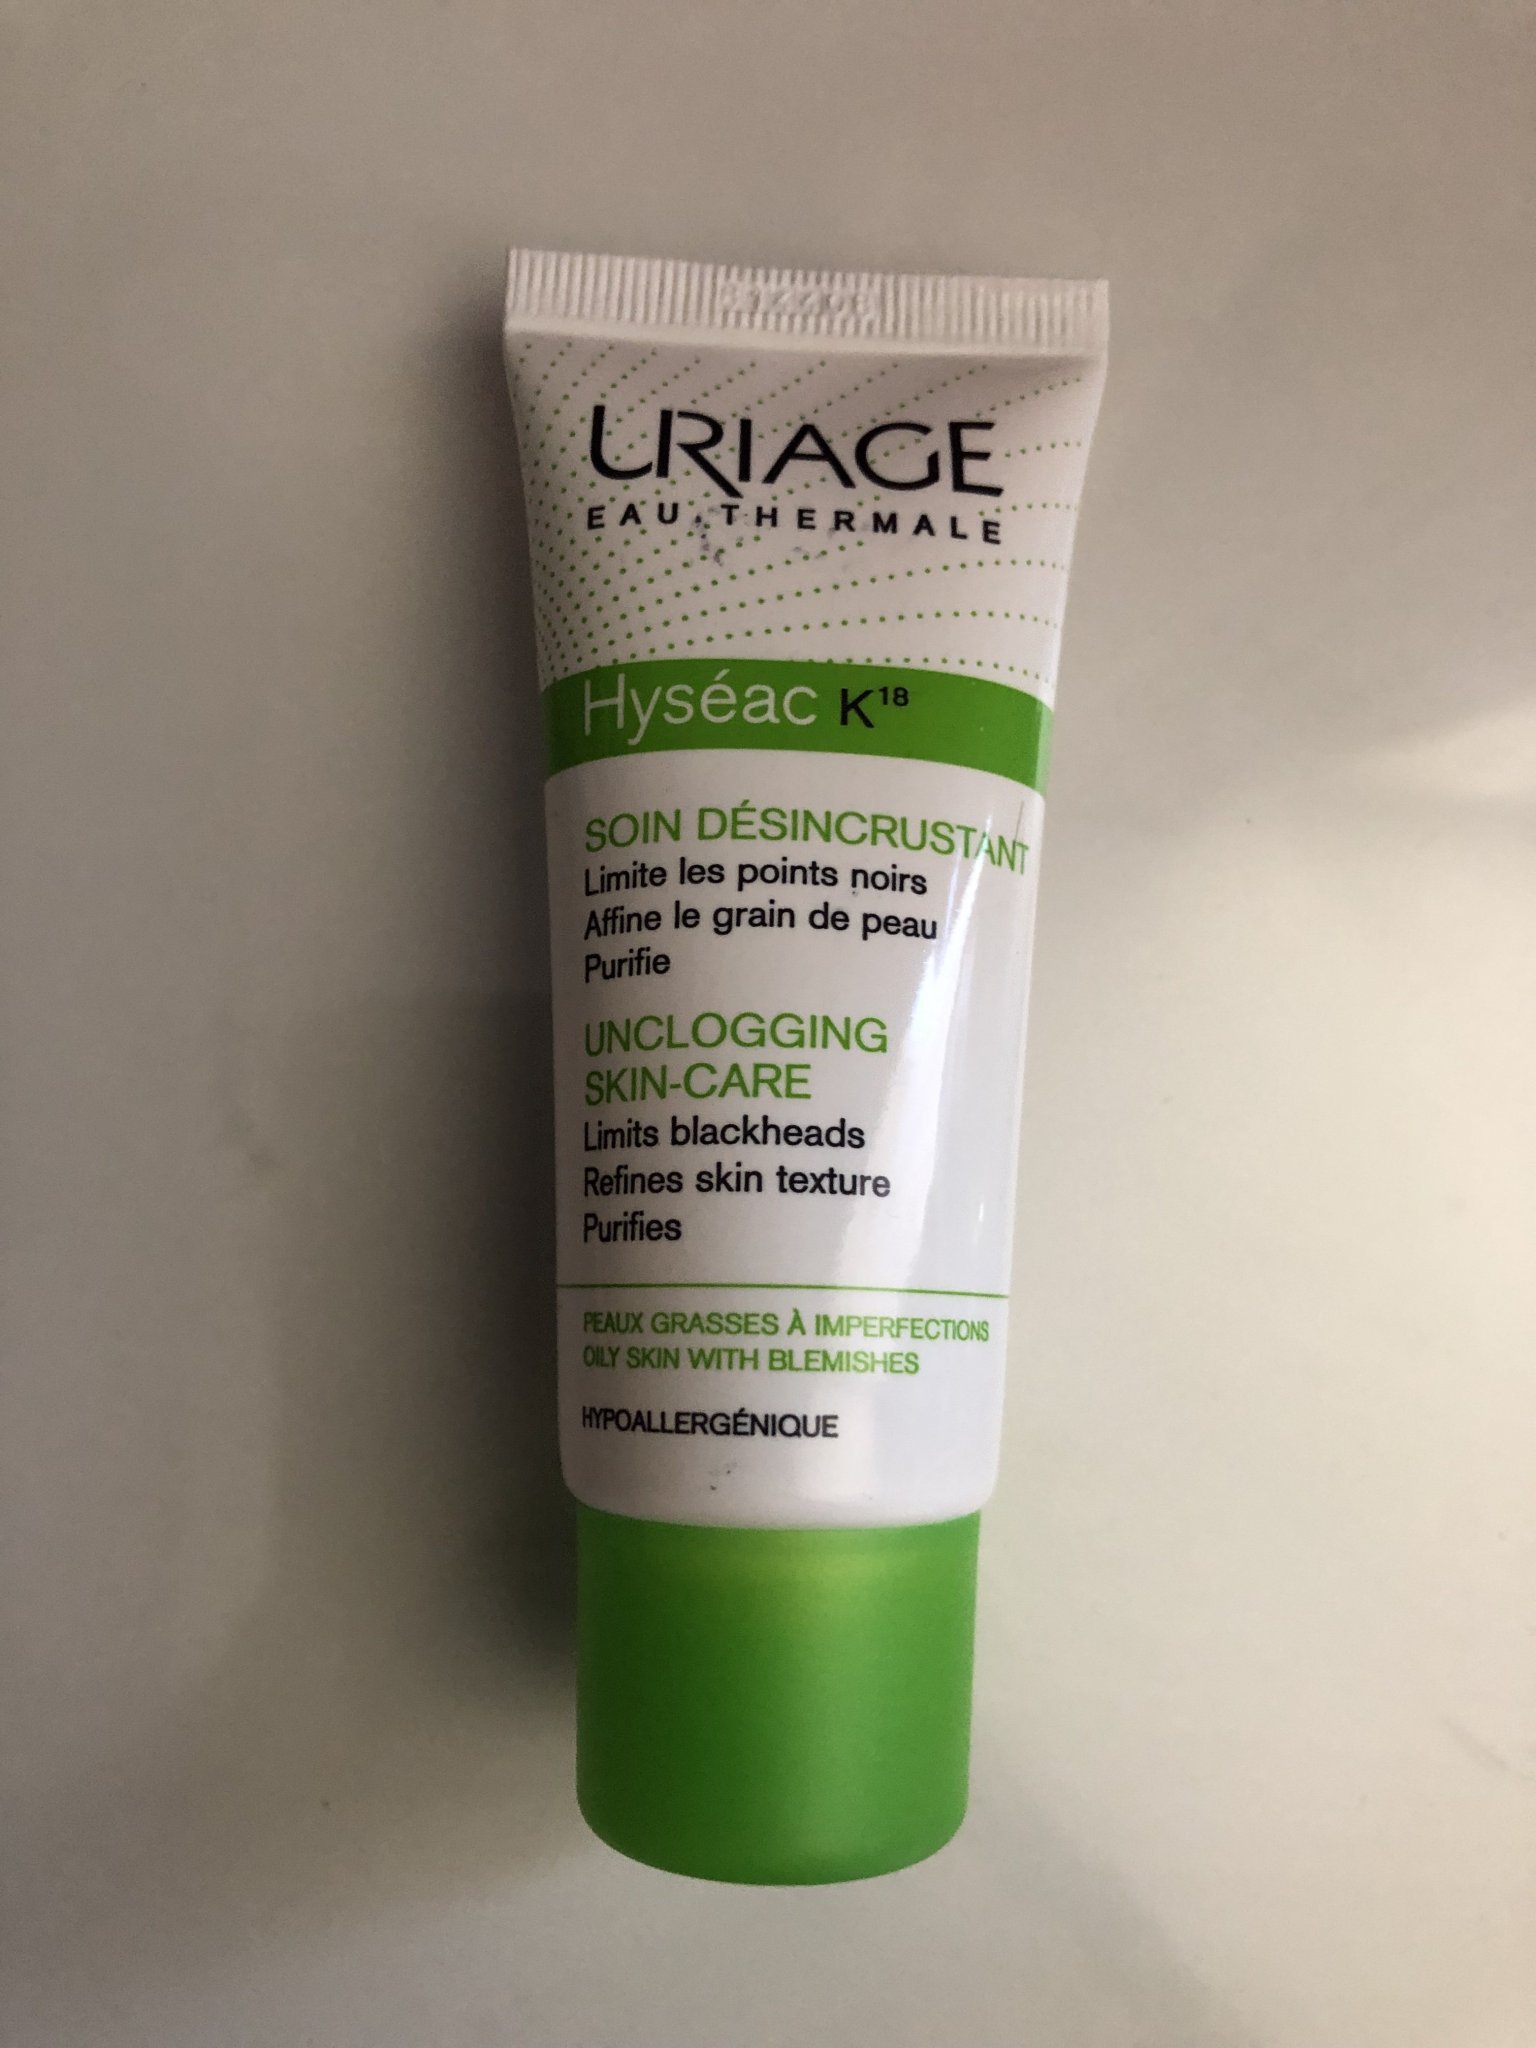 URIAGE
EAU THERMALE
Hyséac K18
SOIN DÉSINCRUSTANT
Limite les points noirs
Affine le grain de peau
Purifie
UNCLOGGING
SKIN-CARE
Limits blackheads
Refines skin texture
Purifies
PEAUX GRASSES À IMPERFECTIONS
OILY SKIN WITH BLEMISHES
HYPOALLERGÉNIQUE